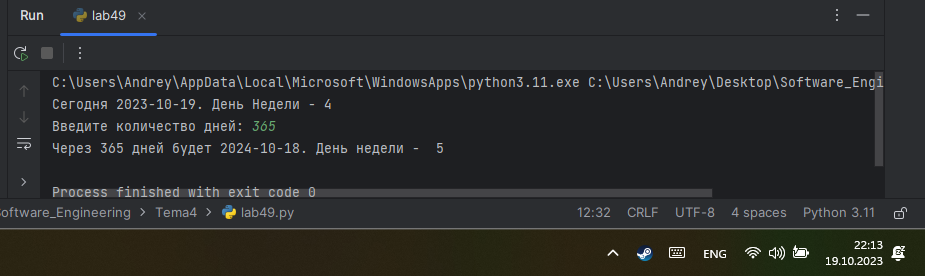 Run lab49
C:\Users\Andrey\AppData\Local\Microsoft\WindowsApps\python3.11.exe C:\Users\Andrey\Desktop\Software_Engi
Сегодня 2023-10-19. День Недели - 4
Введите количество дней: 365
Через 365 дней будет 2024-10-18. День недели -  5
Process finished with exit code 0
oftware_Engineering > Tema4 > lab49.py 12:32 CRLF UTF-8 4 spaces Python 3.11
ENG 22:13
19.10.2023